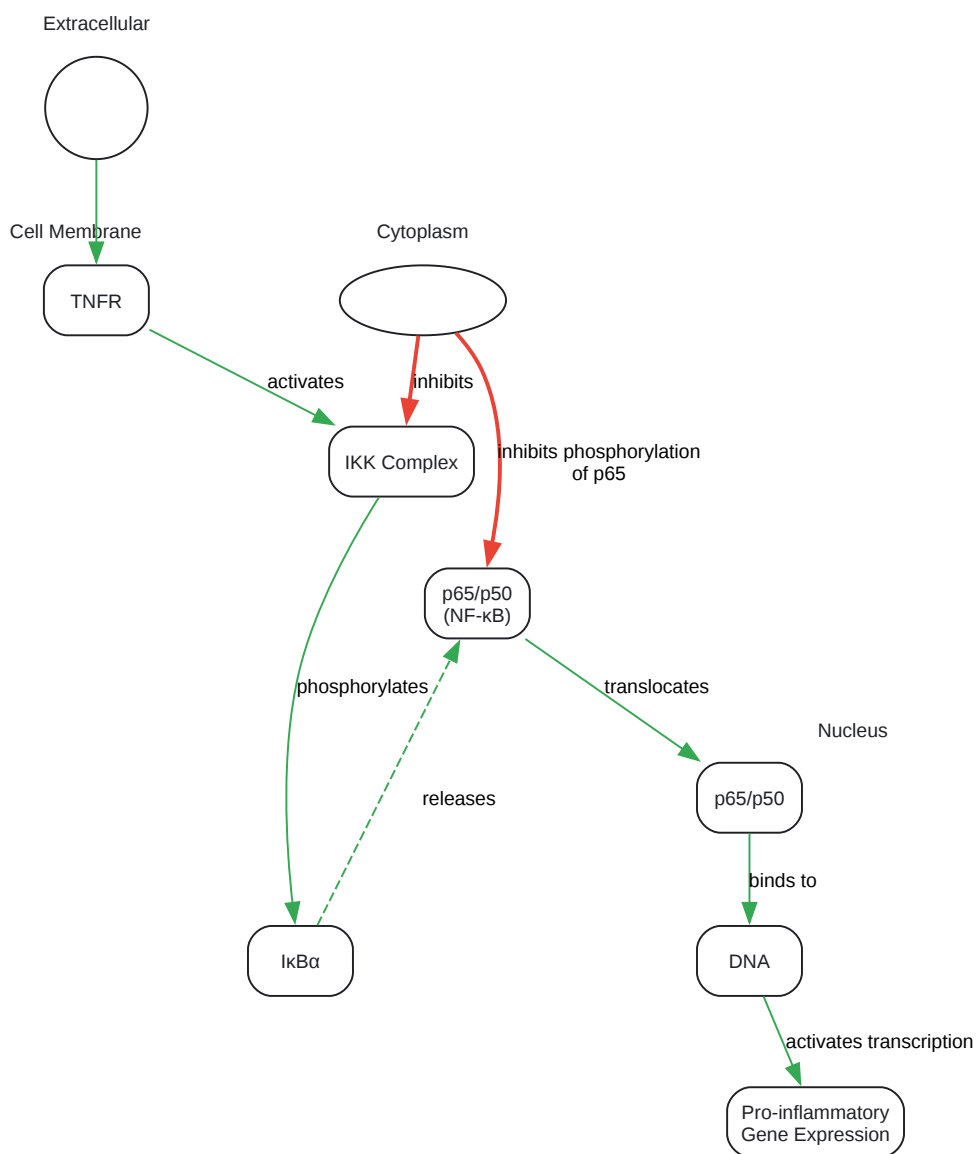 Extracellular
Cell Membrane
Cytoplasm
TNFR
activates
inhibits
IKK Complex
inhibits phosphorylation
of p65
p65/p50
(NF-κB)
phosphorylates
translocates
Nucleus
releases
p65/p50
binds to
IκBα
DNA
activates transcription
Pro-inflammatory
Gene Expression